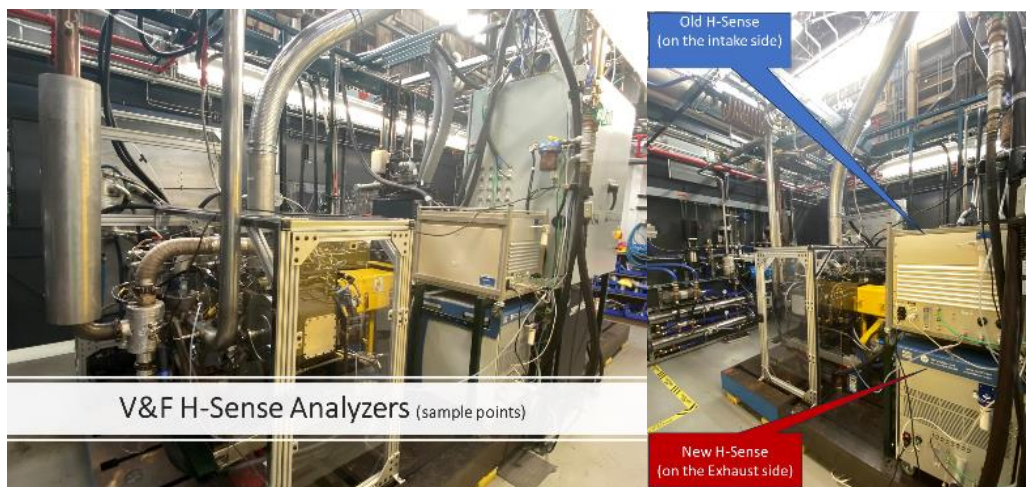 V&F H-Sense Analyzers (sample points)
Old H-Sense
(on the intake side)
New H-Sense
(on the Exhaust side)